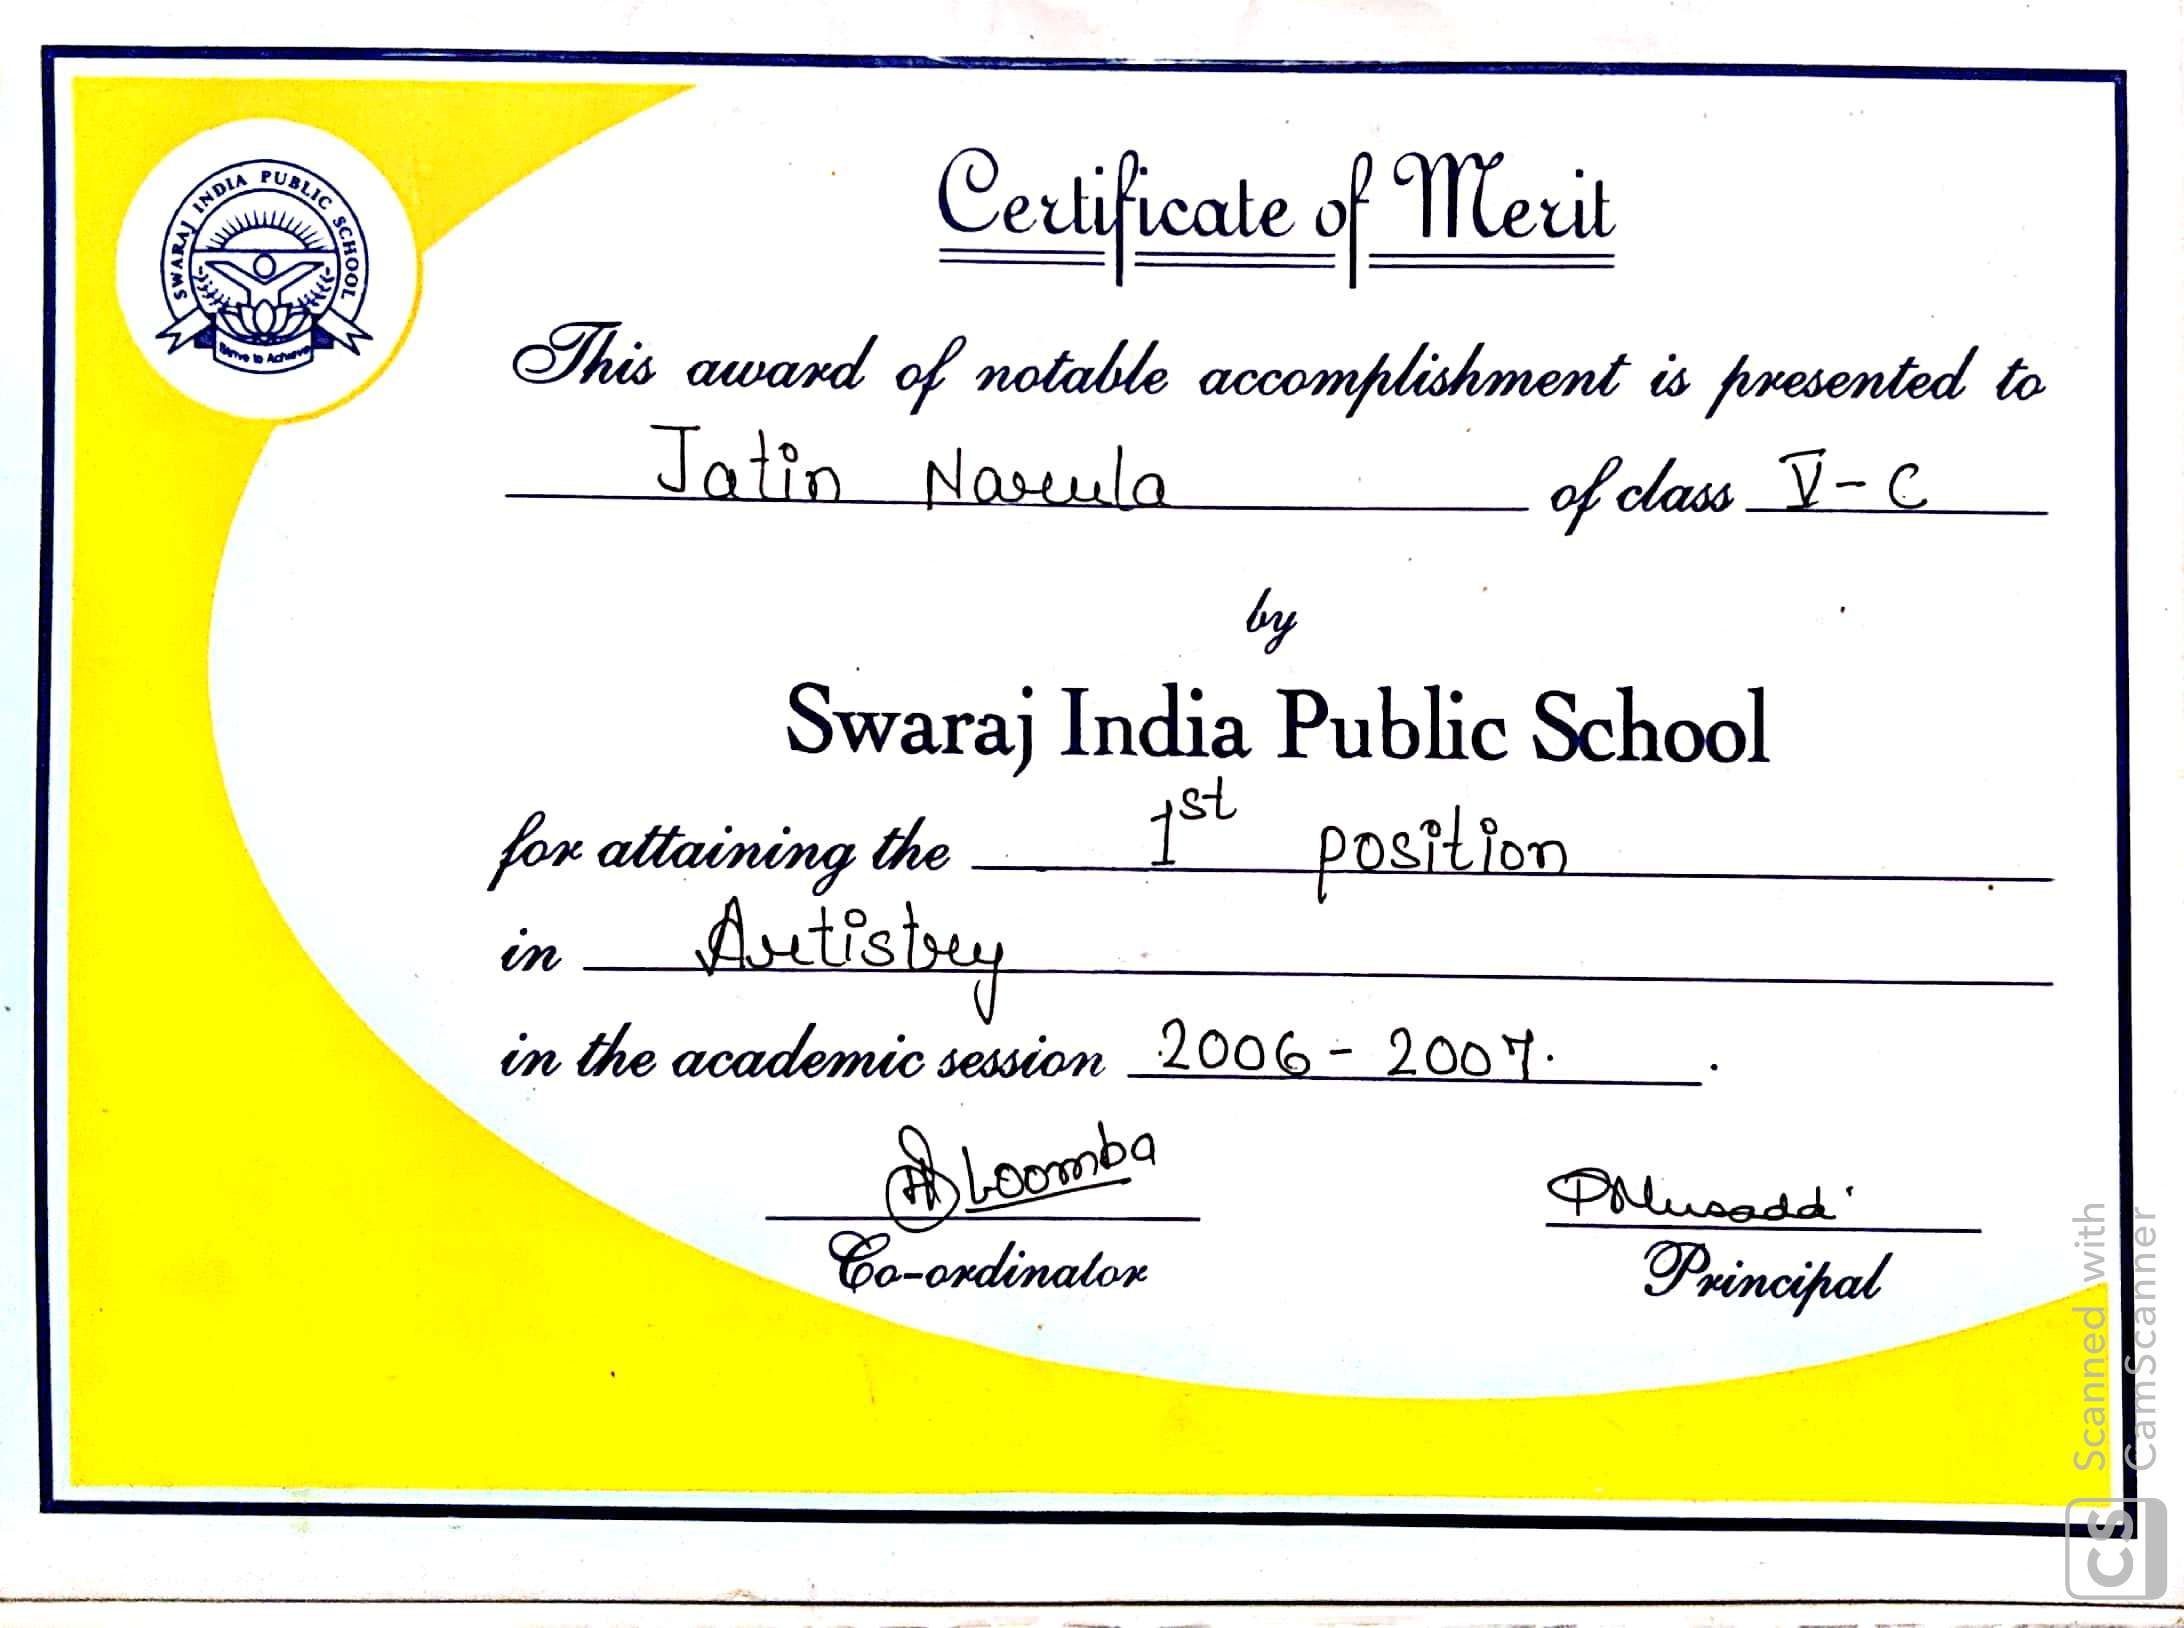 SWARAJ INDIA PUBLIC SCHOOL
Strive to Achieve
Certificate of Merit
This award of notable accomplishment is presented to
Jatin Narula of class V-C
by
Swaraj India Public School
for attaining the 1st position
in Artistry
in the academic session 2006-2007. .
Loomba
Co-ordinator
Principal
Scanned with
CamScanner
CS